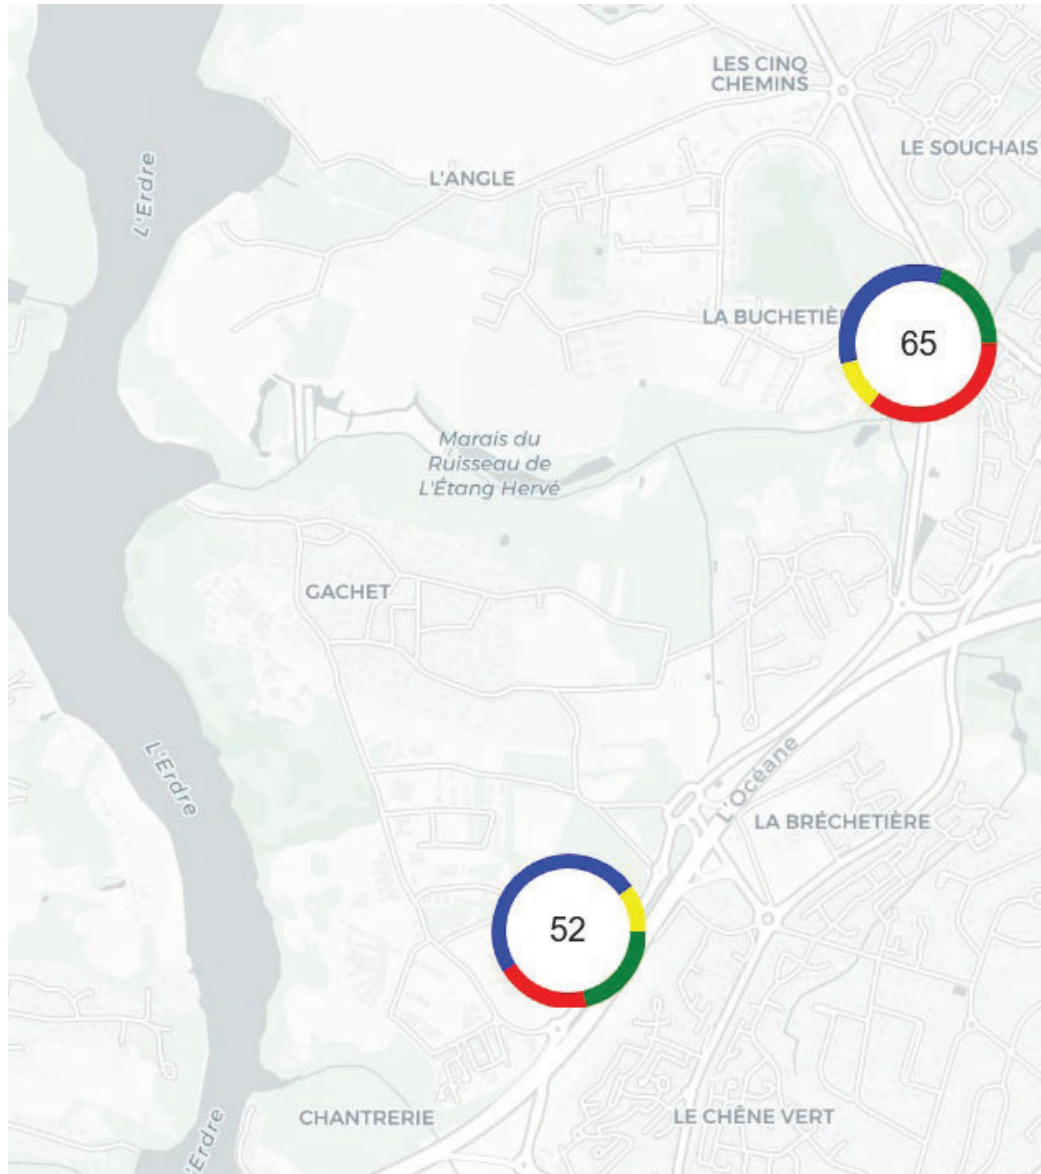 LES CINQ
CHEMINS
LE SOUCHAIS
L'Erdre
L'ANGLE
LA BUCHETIÈ
65
Marais du
Ruisseau de
L'Étang Hervé
GACHET
L'Erdre
L'Océane
LA BRÉCHETIÈRE
52
CHANTRERIE
LE CHÊNE VERT
L'Erdre